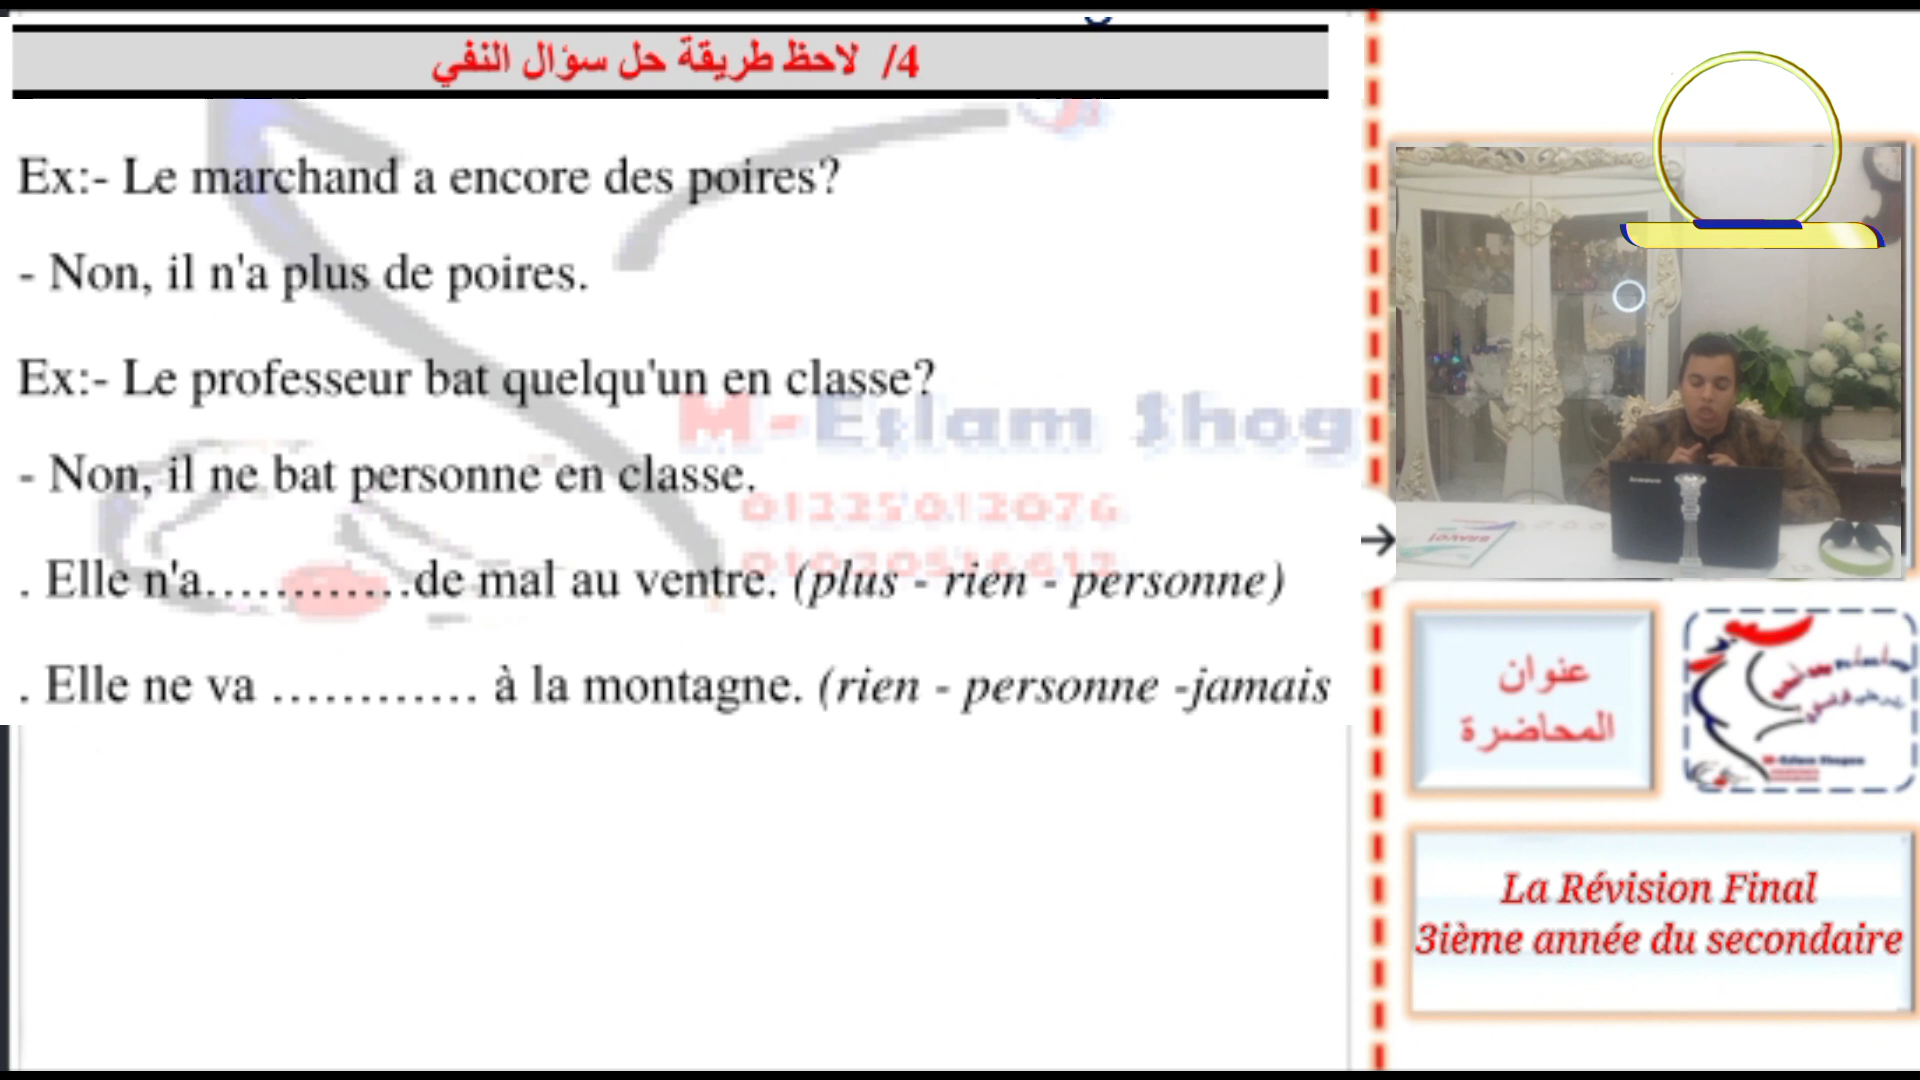 4/ لاحظ طريقة حل سؤال النفي
Ex:- Le marchand a encore des poires?
- Non, il n'a plus de poires.
Ex:- Le professeur bat quelqu'un en classe?
- Non, il ne bat personne en classe.
. Elle n'a............de mal au ventre. (plus - rien - personne)
. Elle ne va ............ à la montagne. (rien - personne -jamais
M-Eslam Shog
01225012076
01020516612
عنوان
المحاضرة
La Révision Final
3ième année du secondaire